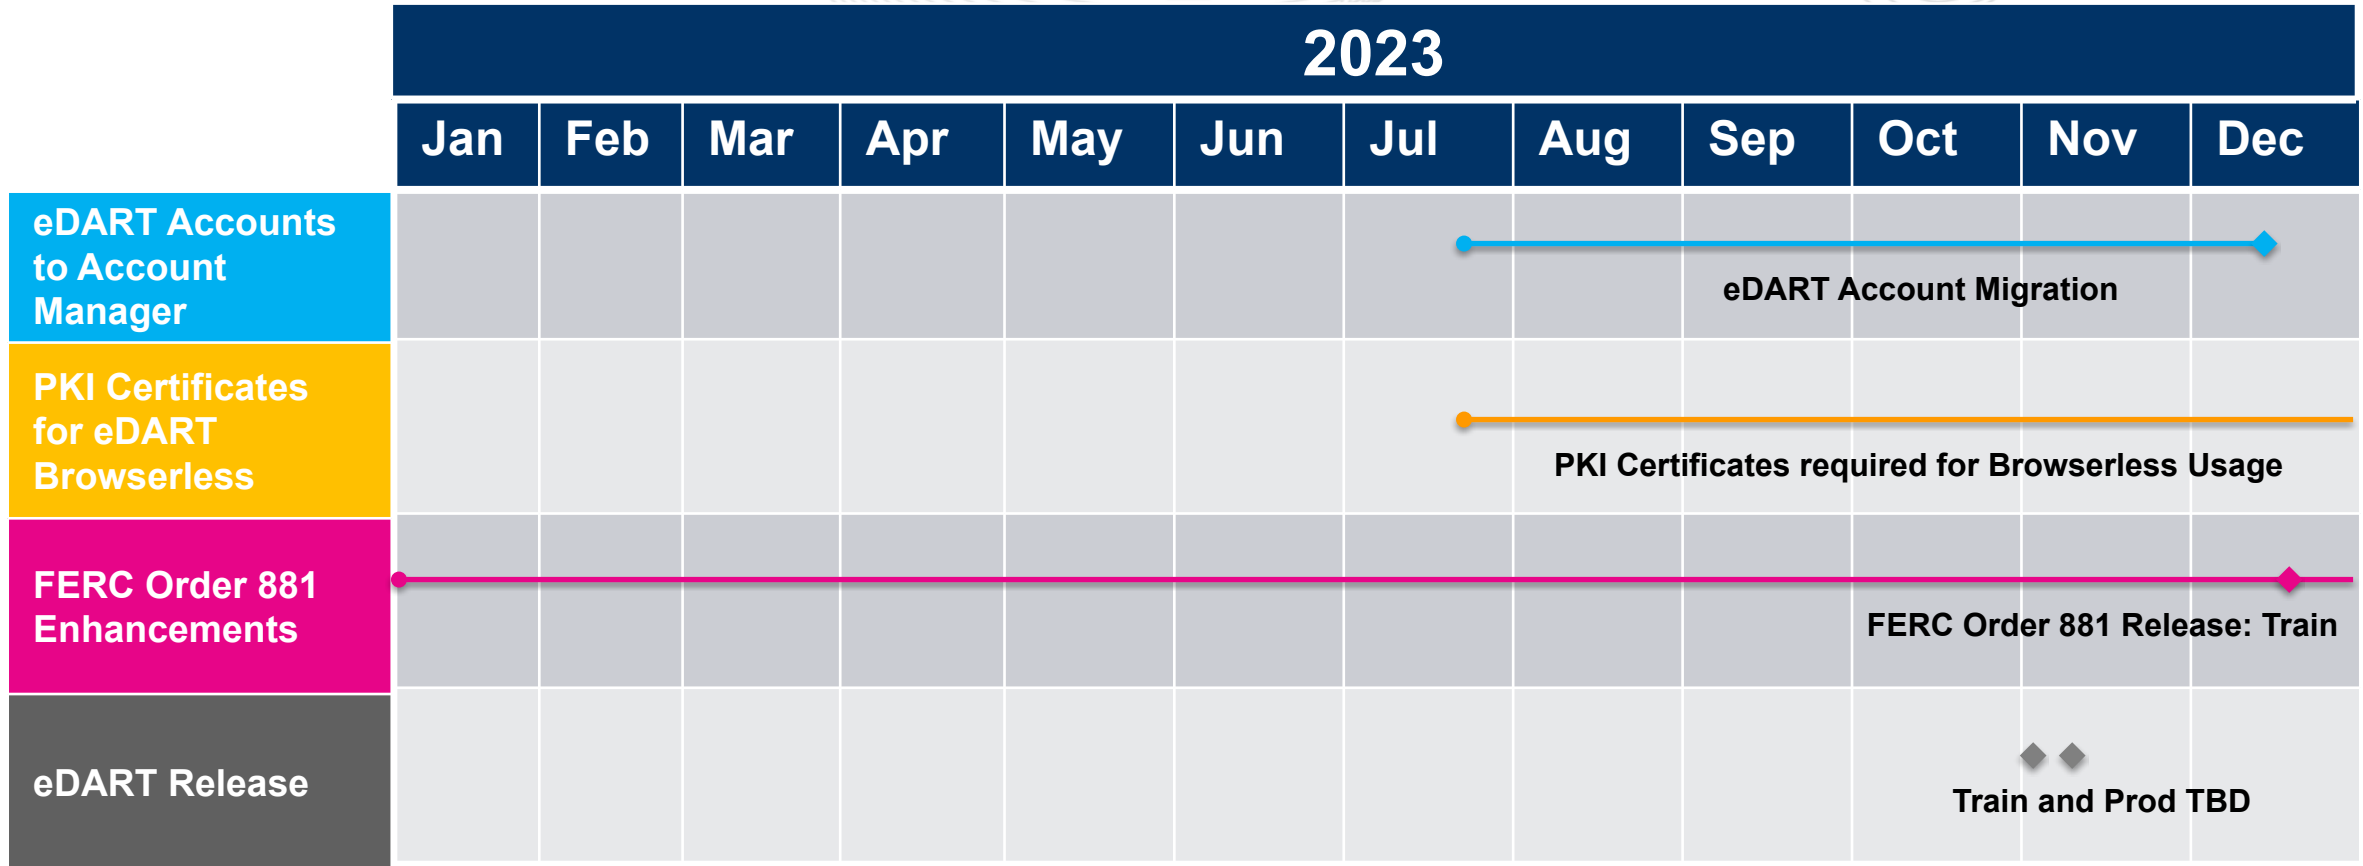 2023
Jan Feb Mar Apr May Jun Jul Aug Sep Oct Nov Dec
eDART Accounts
to Account
Manager
eDART Account Migration
PKI Certificates
for eDART
Browserless
PKI Certificates required for Browserless Usage
FERC Order 881
Enhancements
FERC Order 881 Release: Train
eDART Release
Train and Prod TBD